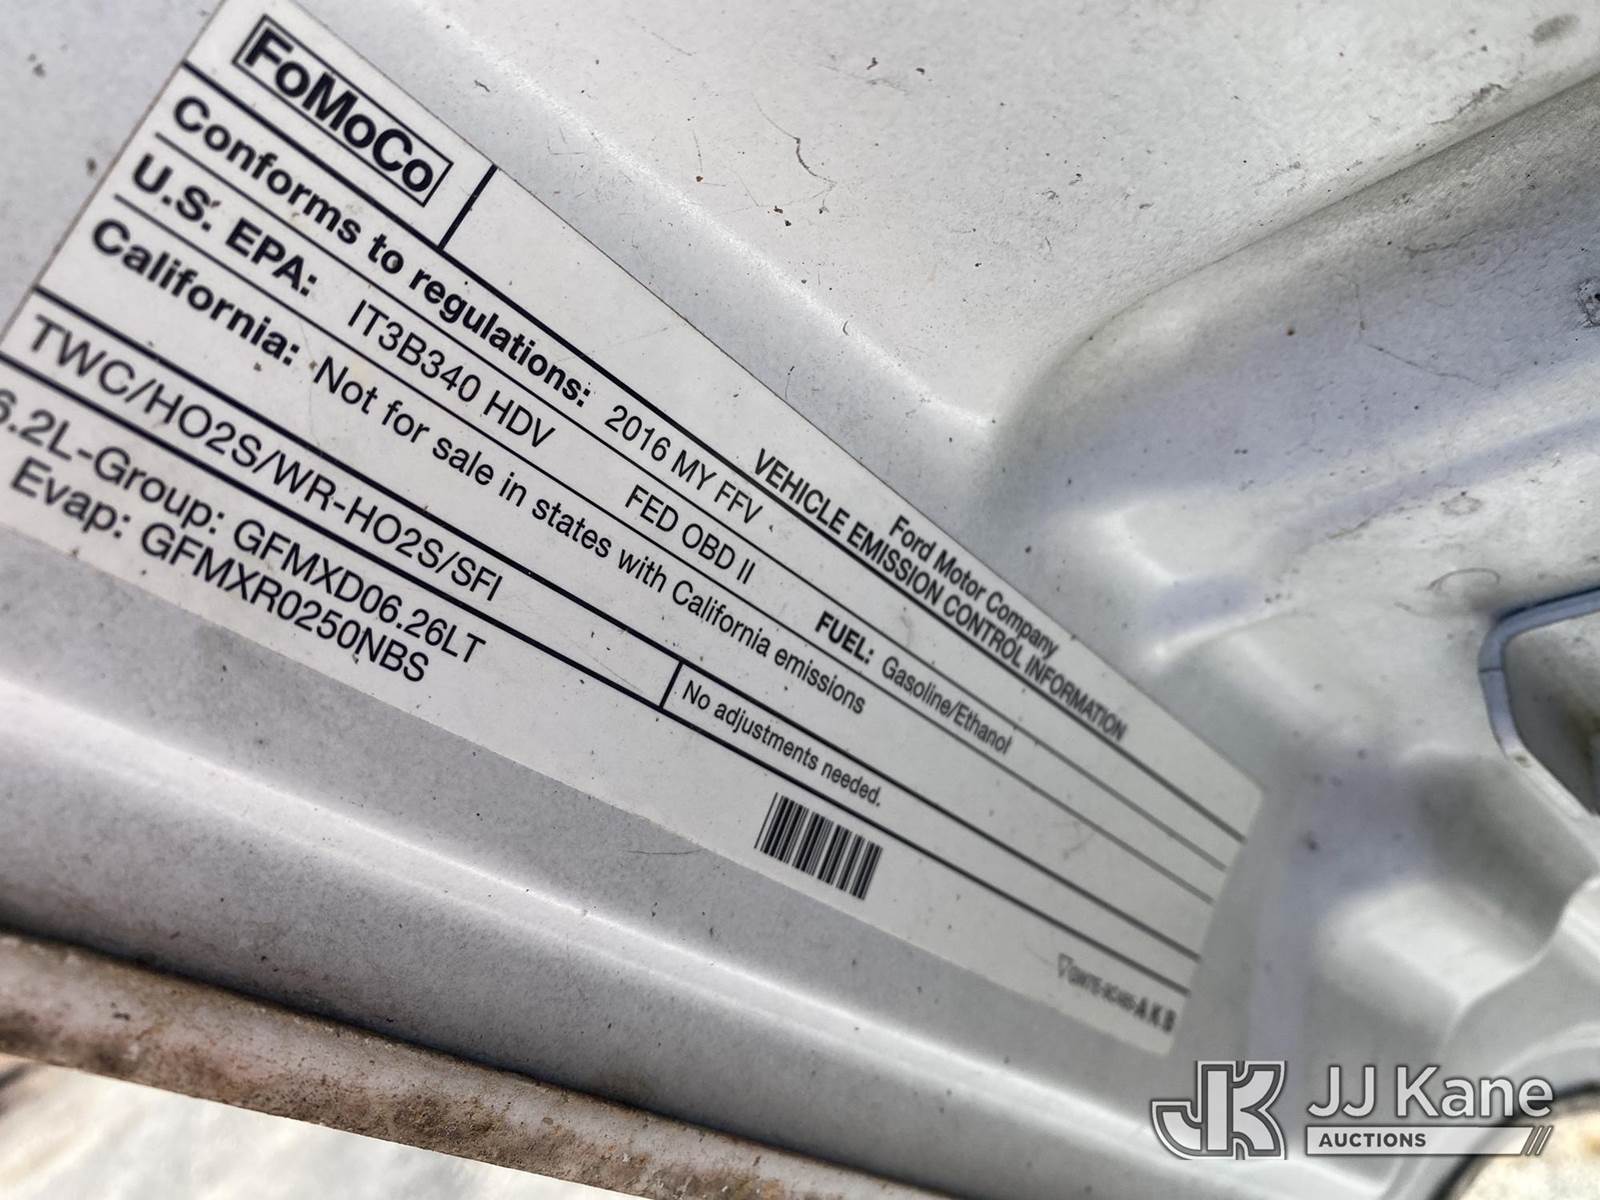 FoMoCo
Ford Motor Company
VEHICLE EMISSION CONTROL INFORMATION
Conforms to regulations: 2016 MY FFV
U.S. EPA: IT3B340 HDV FED OBD II FUEL: Gasoline/Ethanol
California: Not for sale in states with California emissions
TWC/HO2S/WR-HO2S/SFI No adjustments needed.
6.2L-Group: GFMXD06.26LT
Evap: GFMXR0250NBS
AKB
JK JJ Kane
AUCTIONS